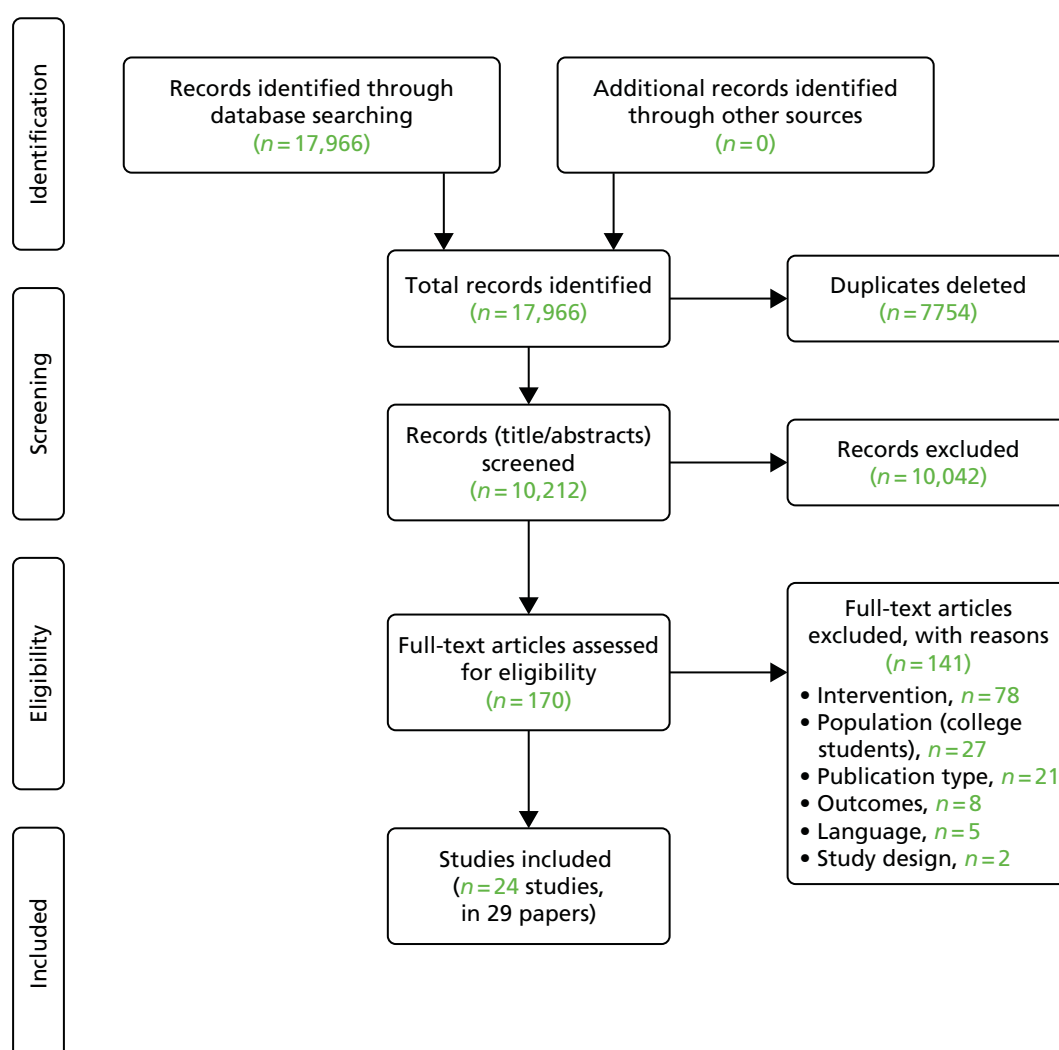 Identification
Records identified through
database searching
(n = 17,966)
Additional records identified
through other sources
(n = 0)
Total records identified
(n = 17,966)
Duplicates deleted
(n = 7754)
Screening
Records (title/abstracts)
screened
(n = 10,212)
Records excluded
(n = 10,042)
Eligibility
Full-text articles assessed
for eligibility
(n = 170)
Full-text articles
excluded, with reasons
(n = 141)
• Intervention, n = 78
• Population (college
students), n = 27
• Publication type, n = 21
• Outcomes, n = 8
• Language, n = 5
• Study design, n = 2
Included
Studies included
(n = 24 studies,
in 29 papers)